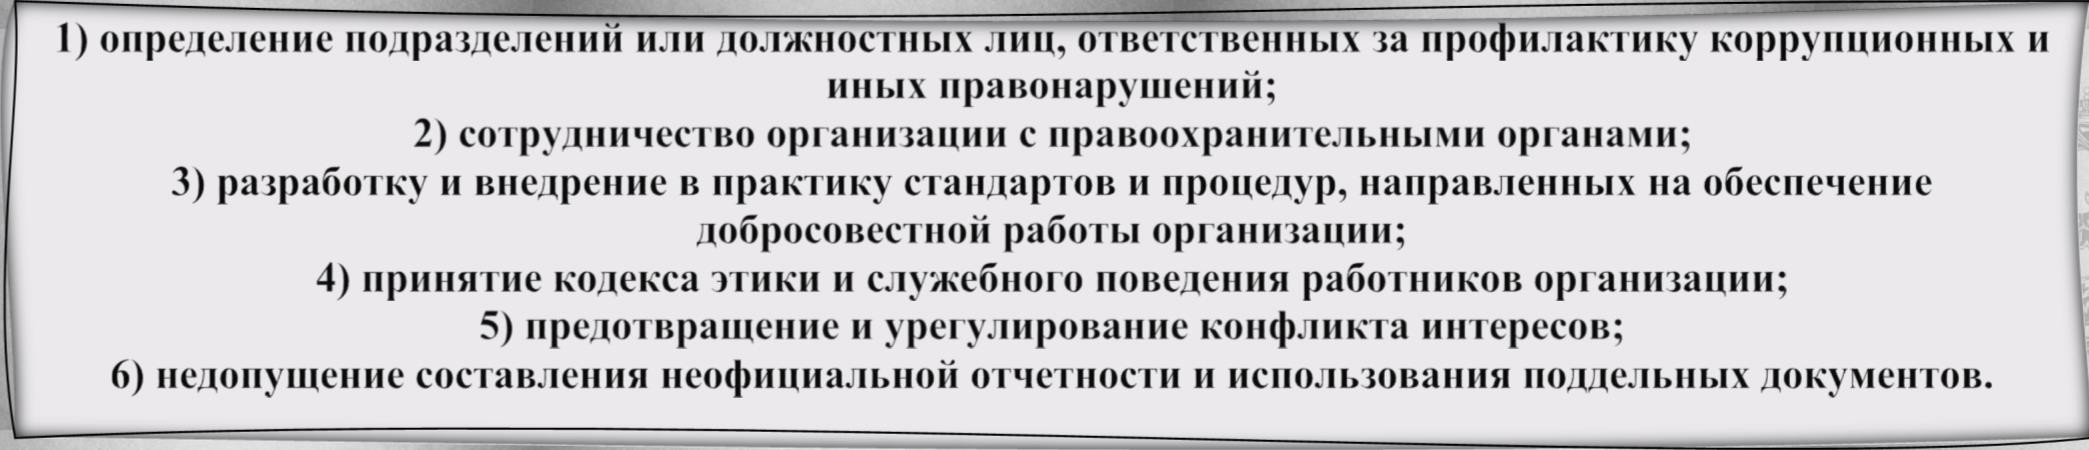 1) определение подразделений или должностных лиц, ответственных за профилактику коррупционных и
иных правонарушений;
2) сотрудничество организации с правоохранительными органами;
3) разработку и внедрение в практику стандартов и процедур, направленных на обеспечение
добросовестной работы организации;
4) принятие кодекса этики и служебного поведения работников организации;
5) предотвращение и урегулирование конфликта интересов;
6) недопущение составления неофициальной отчетности и использования поддельных документов.